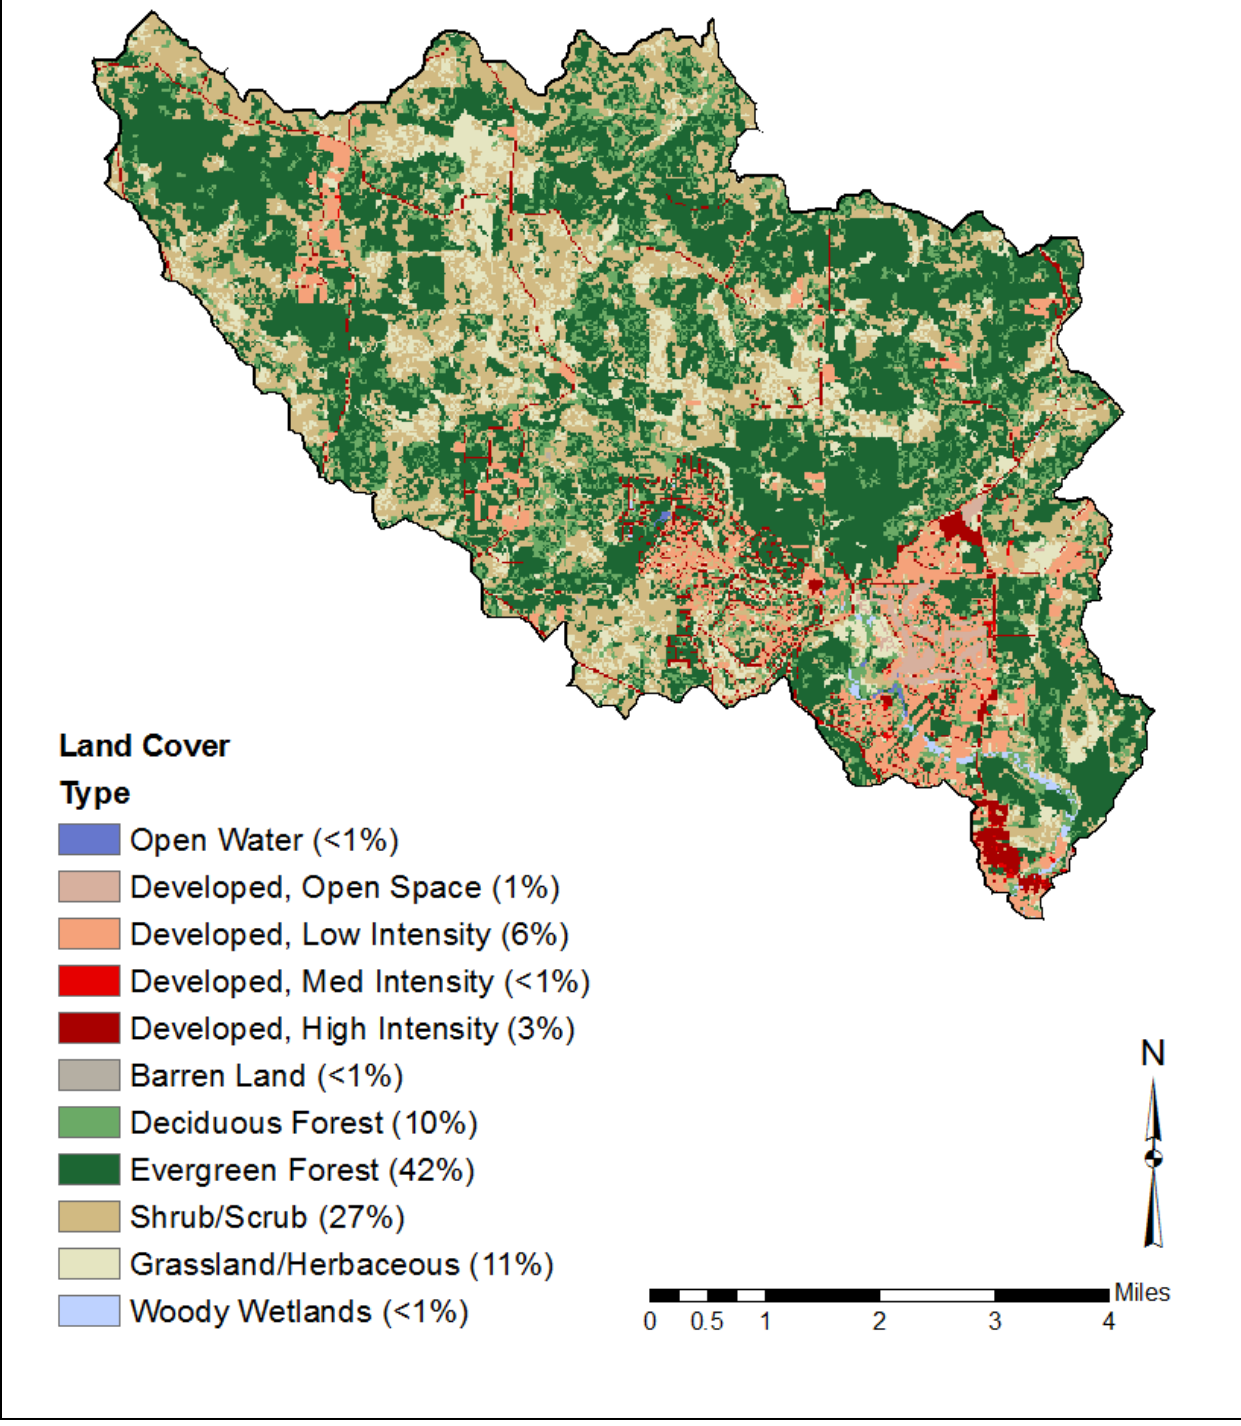 Land Cover
Type
Open Water (<1%)
Developed, Open Space (1%)
Developed, Low Intensity (6%)
Developed, Med Intensity (<1%)
Developed, High Intensity (3%)
Barren Land (<1%)
Deciduous Forest (10%)
Evergreen Forest (42%)
Shrub/Scrub (27%)
Grassland/Herbaceous (11%)
Woody Wetlands (<1%)
N
Miles
0 0.5 1 2 3 4